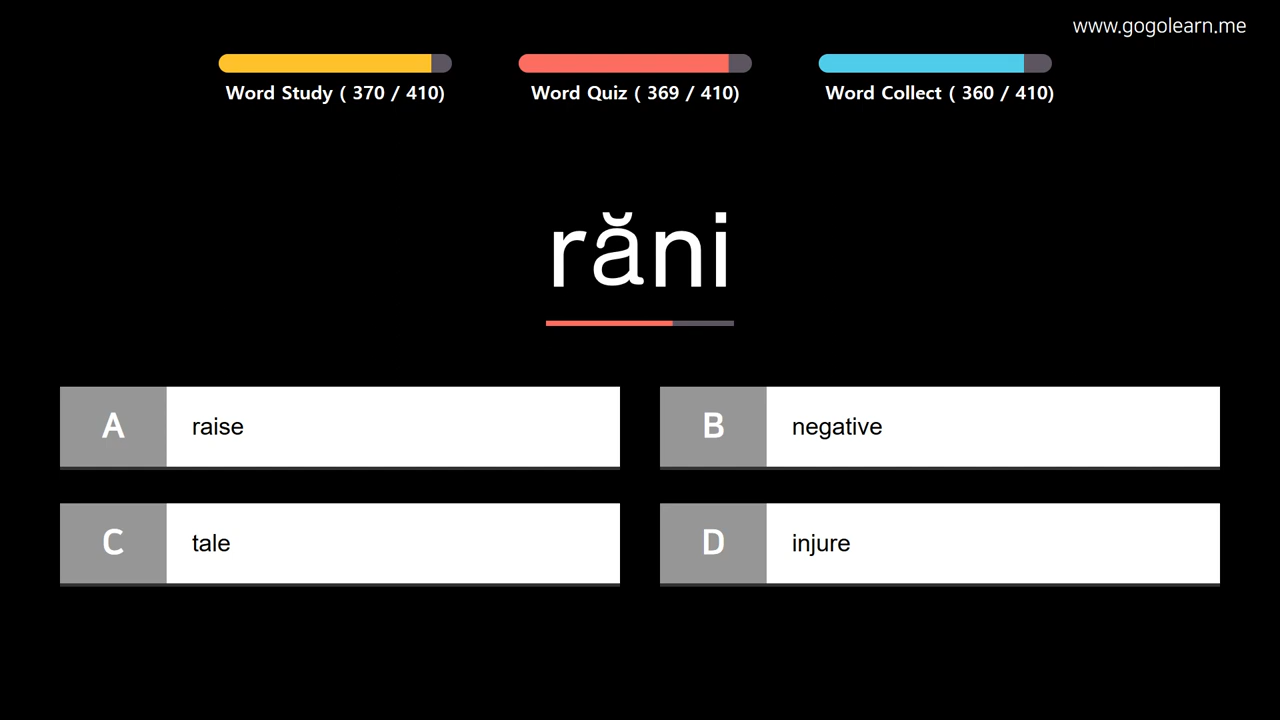 www.gogolearn.me
Word Study ( 370 / 410)
Word Quiz ( 369 / 410)
Word Collect ( 360 / 410)
răni
A raise
B negative
C tale
D injure